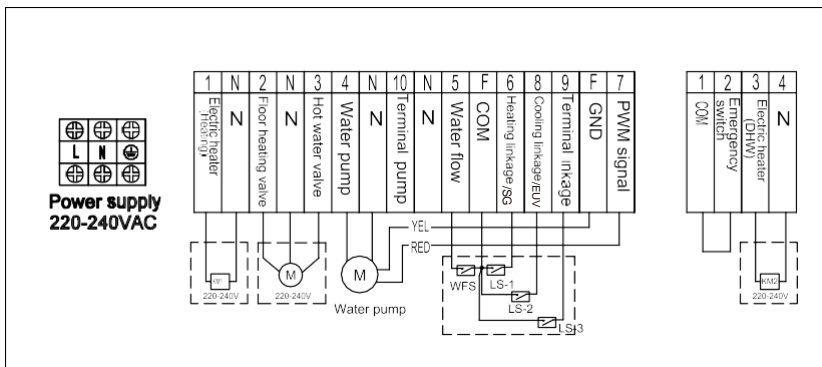 L N
Power supply
220-240VAC
1 N 2 N 3 4 N 10 N 5 F 6 8 9 F 7
Electric heater
(Heating)
N
Floor heating valve
N
Hot water valve
Water pump
N
Terminal pump
N
Water flow
COM
Heating linkage/SG
Cooling linkage/EUV
Terminal inkage
GND
PWM signal
YEL
RED
220-240V
M
220-240V
M
Water pump
WFS
LS-1
LS-2
LS-3
1 2 3 4
COM
Emergency
switch
Electric heater
(DHW)
N
KM2
220-240V